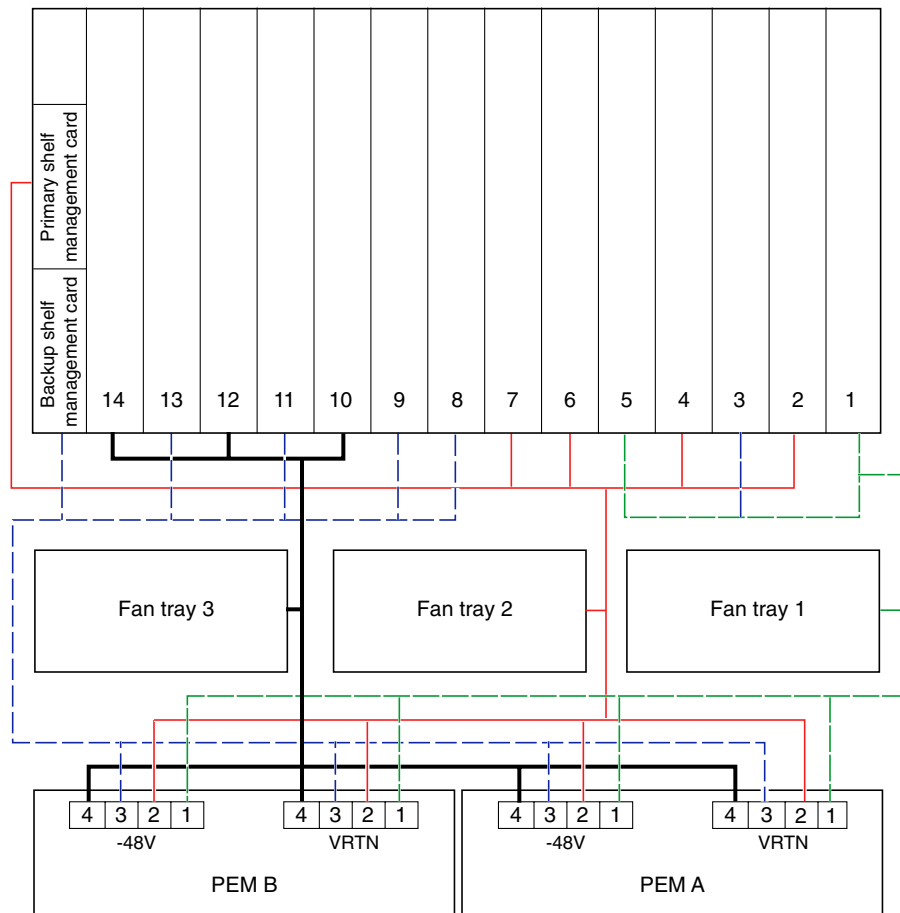 Primary shelf
management card
Backup shelf
management card
14 13 12 11 10 9 8 7 6 5 4 3 2 1
Fan tray 3 Fan tray 2 Fan tray 1
4 3 2 1 4 3 2 1 4 3 2 1 4 3 2 1
-48V VRTN -48V VRTN
PEM B PEM A